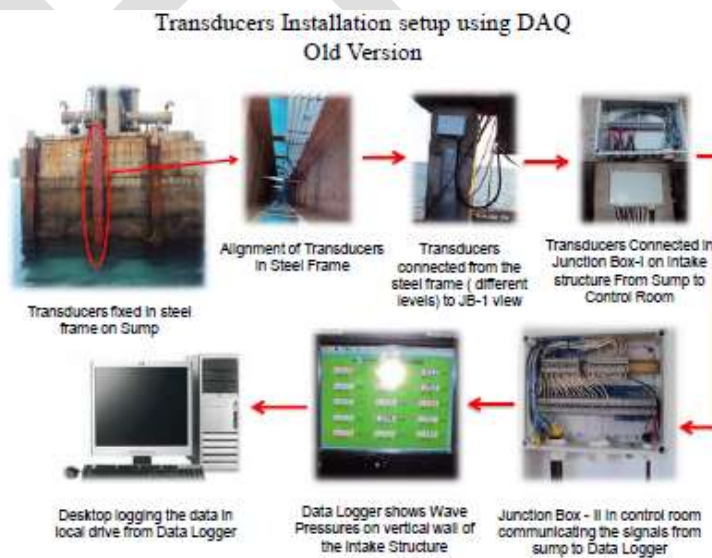 Transducers Installation setup using DAQ
Old Version
Transducers fixed in steel
frame on Sump
Alignment of Transducers
in Steel Frame
Transducers
connected from the
steel frame ( different
levels) to JB-1 view
Transducers Connected in
Junction Box-I on Intake
structure From Sump to
Control Room
Desktop logging the data in
local drive from Data Logger
Data Logger shows Wave
Pressures on vertical wall of
the Intake Structure
Junction Box - II in control room
communicating the signals from
sump to Data Logger